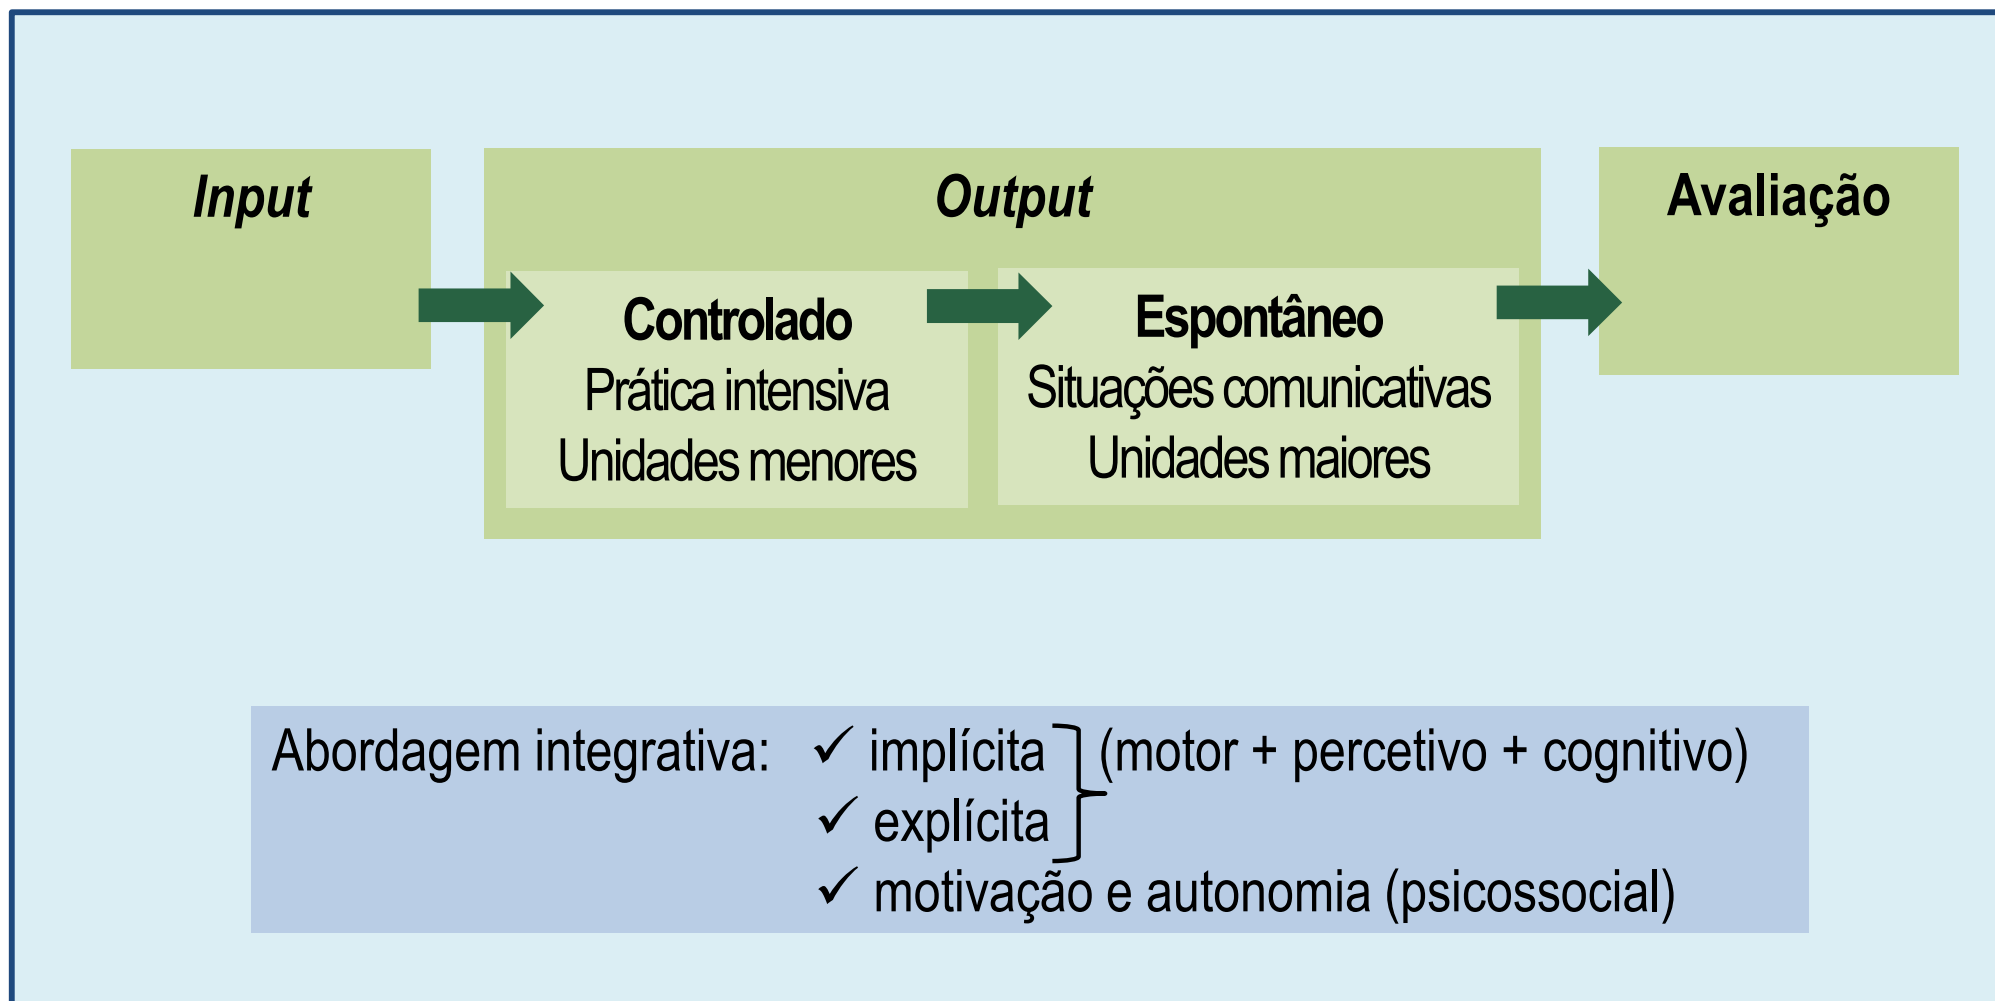 Input
Output
Avaliação
Controlado
Prática intensiva
Unidades menores
Espontâneo
Situações comunicativas
Unidades maiores
Abordagem integrativa: ✓ implícita (motor + percetivo + cognitivo)
✓ explícita
✓ motivação e autonomia (psicossocial)